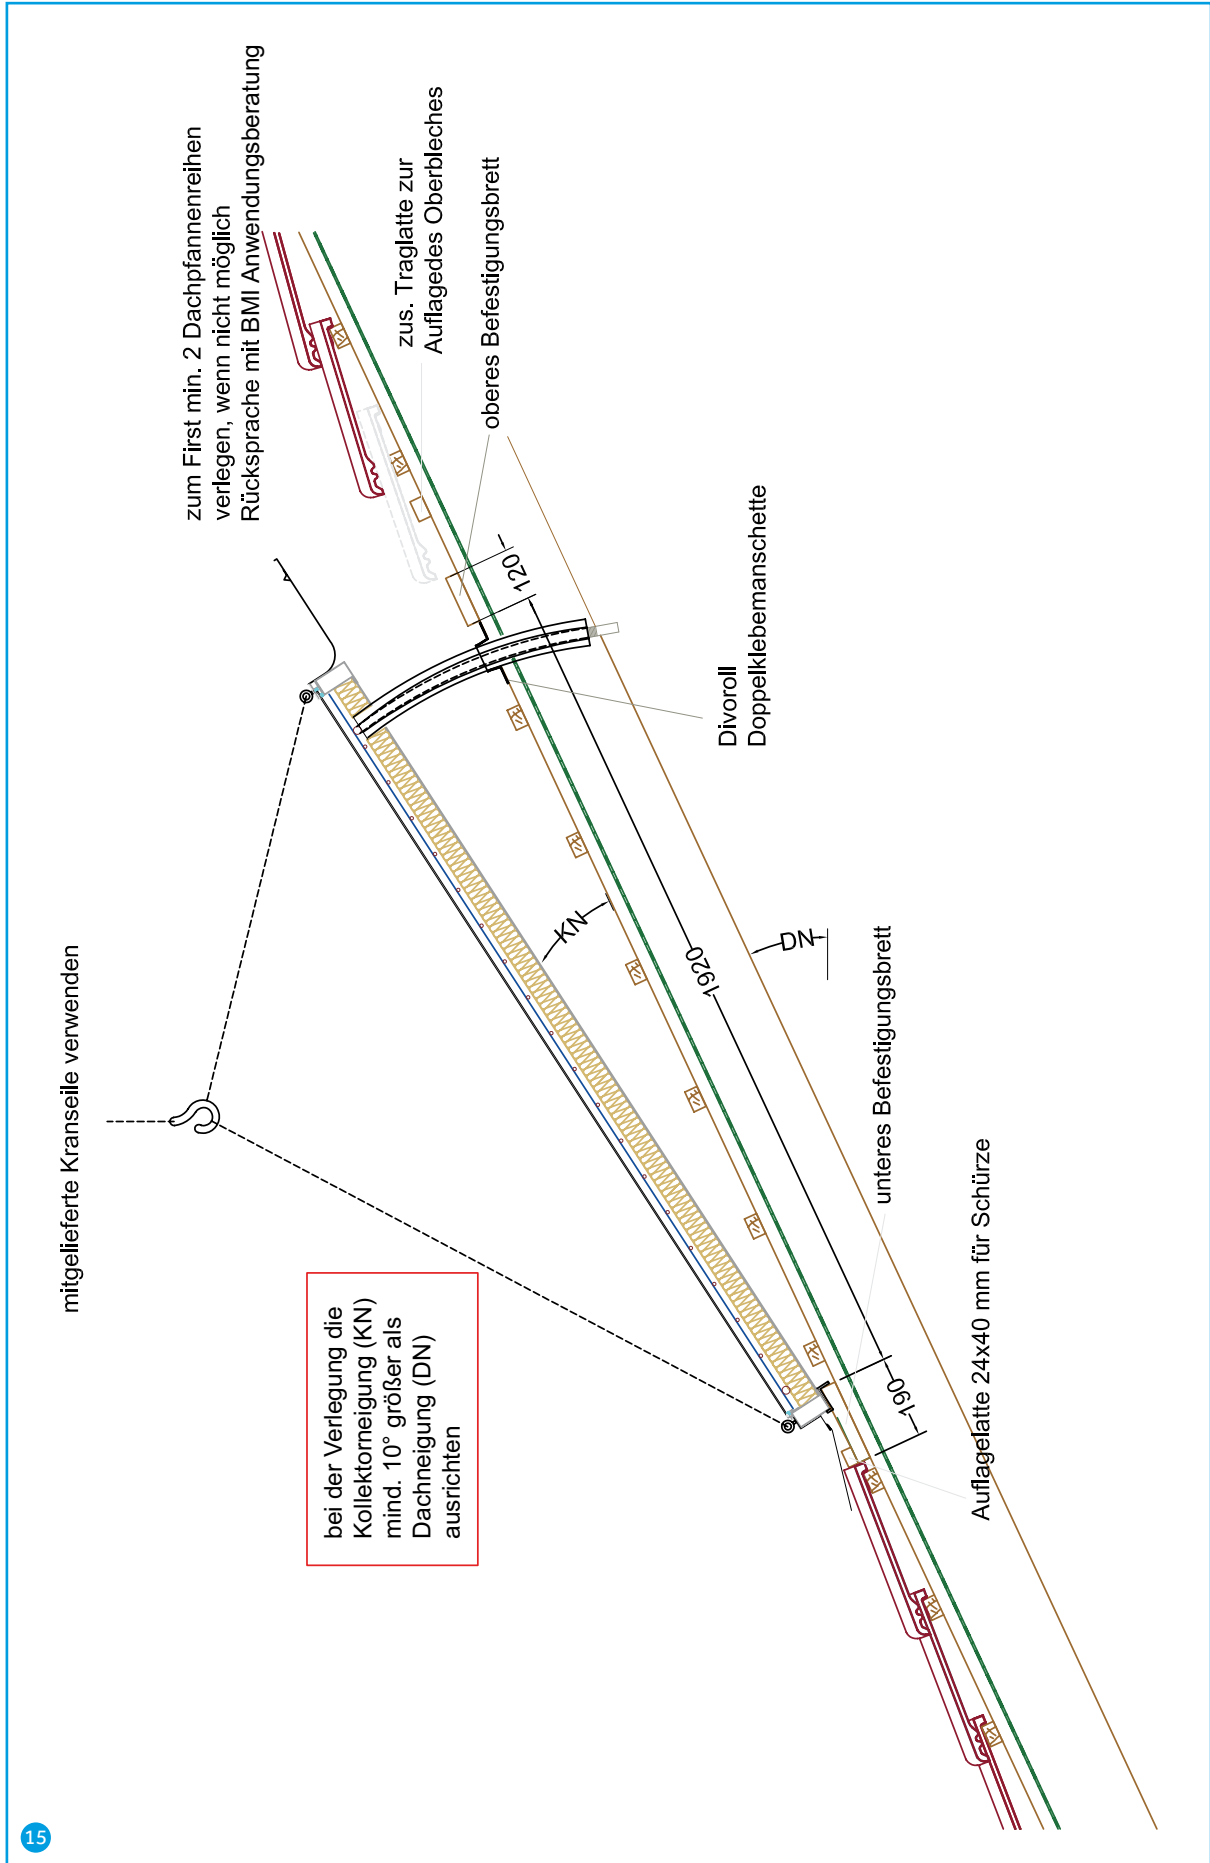 mitgelieferte Kranseile verwenden
zum First min. 2 Dachpfannenreihen
verlegen, wenn nicht möglich
Rücksprache mit BMI Anwendungsberatung
zus. Traglatte zur
Auflagedes Oberbleches
oberes Befestigungsbrett
bei der Verlegung die
Kollektorneigung (KN)
mind. 10° größer als
Dachneigung (DN)
ausrichten
KN
120
Divoroll
Doppelklebemanschette
1920
DN
190
unteres Befestigungsbrett
Auflagelatte 24x40 mm für Schürze
15